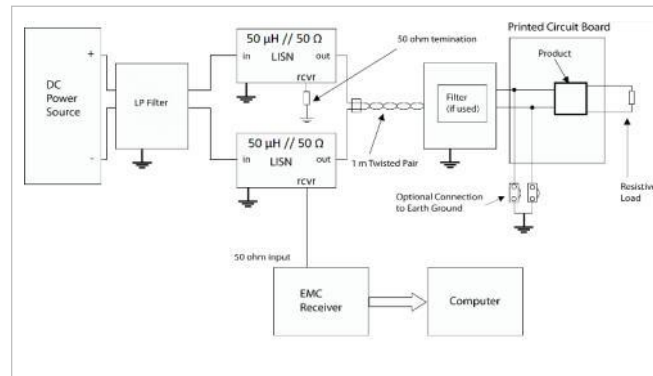 Printed Circuit Board
50 µH // 50 Ω
LISN
in
out
rcvr
50 ohm temination
Product
DC
Power
Source
+
-
LP Filter
Filter
(if used)
50 µH // 50 Ω
LISN
in
out
rcvr
1 m Twisted Pair
Optional Connection
to Earth Ground
Resistive
Load
50 ohm input
EMC
Receiver
Computer